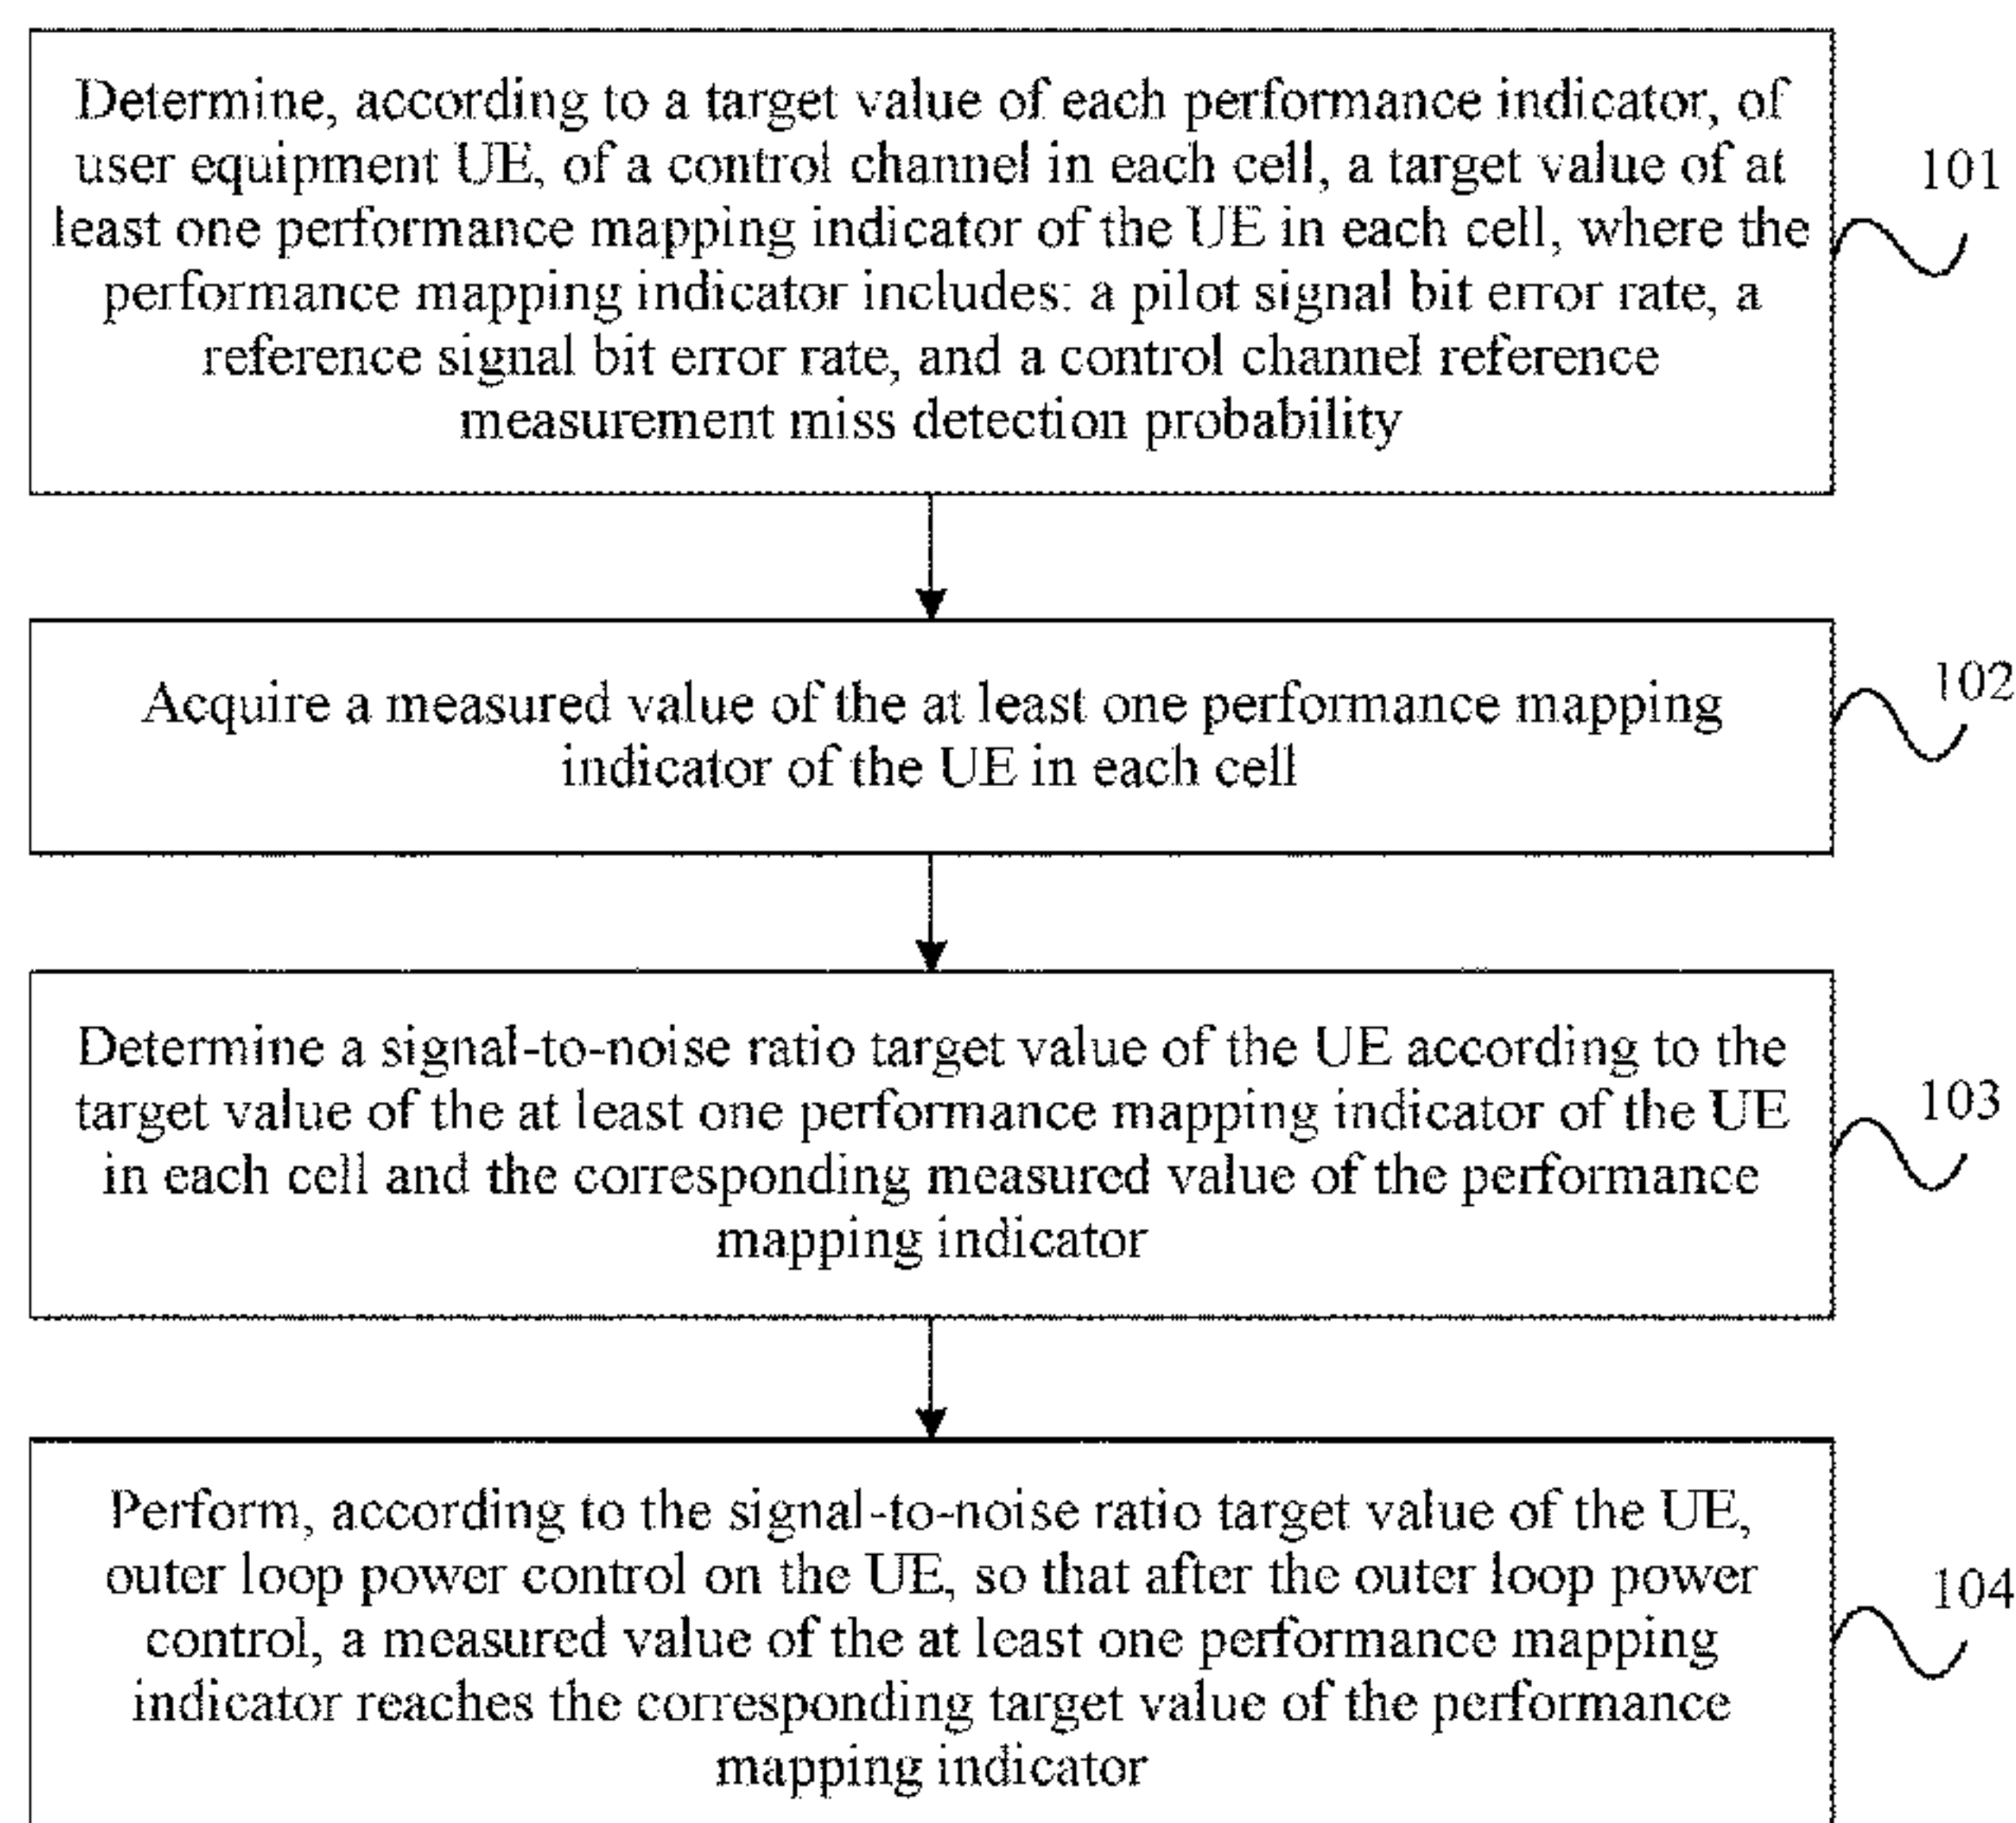 Determine, according to a target value of each performance indicator, of
user equipment UE, of a control channel in each cell, a target value of at
least one performance mapping indicator of the UE in each cell, where the
performance mapping indicator includes: a pilot signal bit error rate, a
reference signal bit error rate, and a control channel reference
measurement miss detection probability
101
Acquire a measured value of the at least one performance mapping
indicator of the UE in each cell
102
Determine a signal-to-noise ratio target value of the UE according to the
target value of the at least one performance mapping indicator of the UE
in each cell and the corresponding measured value of the performance
mapping indicator
103
Perform, according to the signal-to-noise ratio target value of the UE,
outer loop power control on the UE, so that after the outer loop power
control, a measured value of the at least one performance mapping
indicator reaches the corresponding target value of the performance
mapping indicator
104